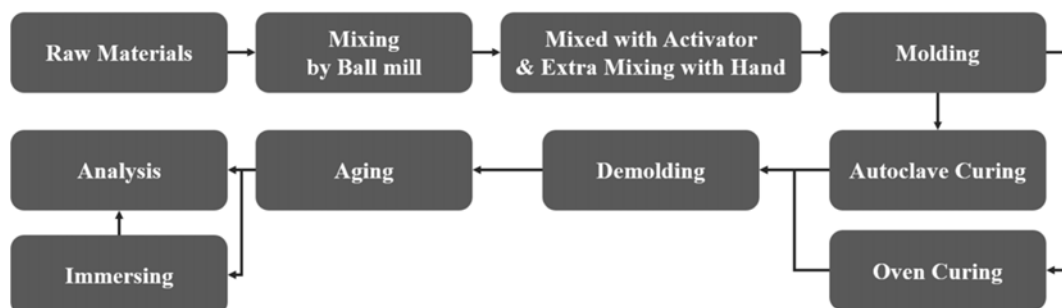 Raw Materials
Mixing
by Ball mill
Mixed with Activator
& Extra Mixing with Hand
Molding
Analysis
Aging
Demolding
Autoclave Curing
Immersing
Oven Curing